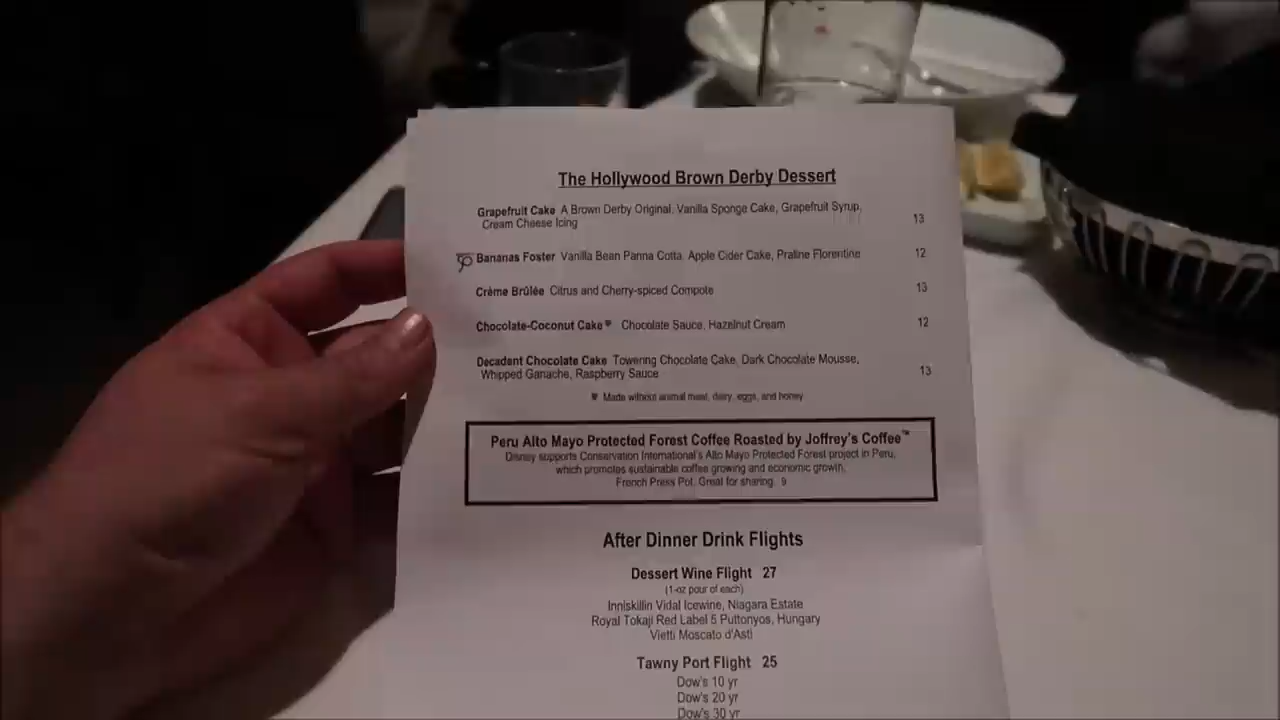 The Hollywood Brown Derby Dessert
Grapefruit Cake A Brown Derby Original, Vanilla Sponge Cake, Grapefruit Syrup,
Cream Cheese Icing 13
Bananas Foster Vanilla Bean Panna Cotta, Apple Cider Cake, Praline Florentine 12
Crème Brûlée Citrus and Cherry-spiced Compote 13
Chocolate-Coconut Cake Chocolate Sauce, Hazelnut Cream 12
Decadent Chocolate Cake Towering Chocolate Cake, Dark Chocolate Mousse,
Whipped Ganache, Raspberry Sauce 13
Made without animal meat, dairy, eggs, and honey
Peru Alto Mayo Protected Forest Coffee Roasted by Joffrey's Coffee™
Disney supports Conservation International's Alto Mayo Protected Forest project in Peru,
which promotes sustainable coffee growing and economic growth.
French Press Pot. Great for sharing. 9
After Dinner Drink Flights
Dessert Wine Flight 27
(1-oz pour of each)
Inniskillin Vidal Icewine, Niagara Estate
Royal Tokaji Red Label 5 Puttonyos, Hungary
Vietti Moscato d'Asti
Tawny Port Flight 25
Dow's 10 yr
Dow's 20 yr
Dow's 30 yr